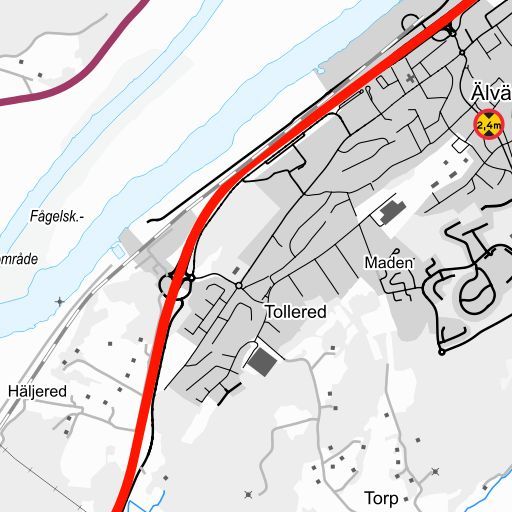 Älvä
2,4m
Fågelsk.-
område
Maden
Tollered
Häljered
Torp